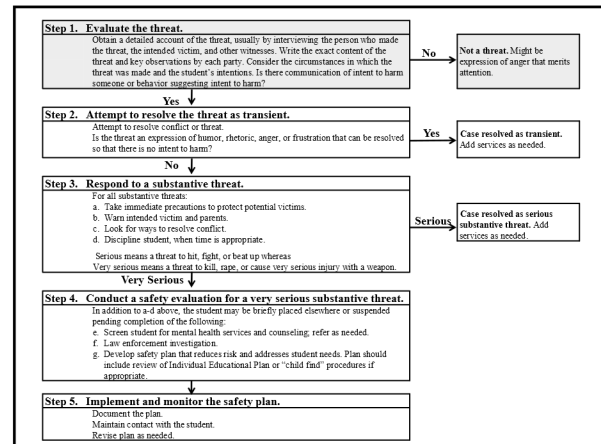 Step 1. Evaluate the threat.
Obtain a detailed account of the threat, usually by interviewing the person who made
the threat, the intended victim, and other witnesses. Write the exact content of the
threat and key observations by each party. Consider the circumstances in which the
threat was made and the student's intentions. Is there communication of intent to harm
someone or behavior suggesting intent to harm?
No
Not a threat. Might be
expression of anger that merits
attention.
Yes
Step 2. Attempt to resolve the threat as transient.
Attempt to resolve conflict or threat.
Is the threat an expression of humor, rhetoric, anger, or frustration that can be resolved
so that there is no intent to harm?
Yes
Case resolved as transient.
Add services as needed.
No
Step 3. Respond to a substantive threat.
For all substantive threats:
a. Take immediate precautions to protect potential victims.
b. Warn intended victim and parents.
c. Look for ways to resolve conflict.
d. Discipline student, when time is appropriate.
Serious means a threat to hit, fight, or beat up whereas
Very serious means a threat to kill, rape, or cause very serious injury with a weapon.
Serious
Case resolved as serious
substantive threat. Add
services as needed.
Very Serious
Step 4. Conduct a safety evaluation for a very serious substantive threat.
In addition to a-d above, the student may be briefly placed elsewhere or suspended
pending completion of the following:
e. Screen student for mental health services and counseling; refer as needed.
f. Law enforcement investigation.
g. Develop safety plan that reduces risk and addresses student needs. Plan should
include review of Individual Educational Plan or “child find” procedures if
appropriate.
Step 5. Implement and monitor the safety plan.
Document the plan.
Maintain contact with the student.
Revise plan as needed.